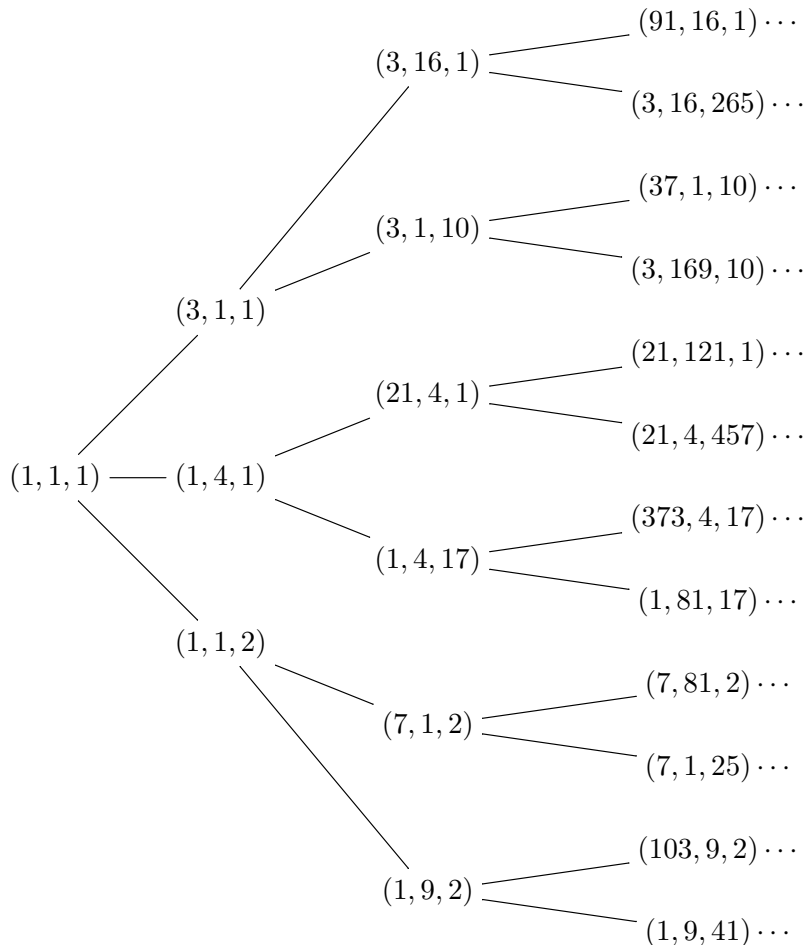 (91, 16, 1) ···
(3, 16, 1)
(3, 16, 265) ···
(37, 1, 10) ···
(3, 1, 10)
(3, 169, 10) ···
(3, 1, 1)
(21, 121, 1) ···
(21, 4, 1)
(21, 4, 457) ···
(1, 1, 1)
(1, 4, 1)
(373, 4, 17) ···
(1, 4, 17)
(1, 81, 17) ···
(1, 1, 2)
(7, 81, 2) ···
(7, 1, 2)
(7, 1, 25) ···
(103, 9, 2) ···
(1, 9, 2)
(1, 9, 41) ···